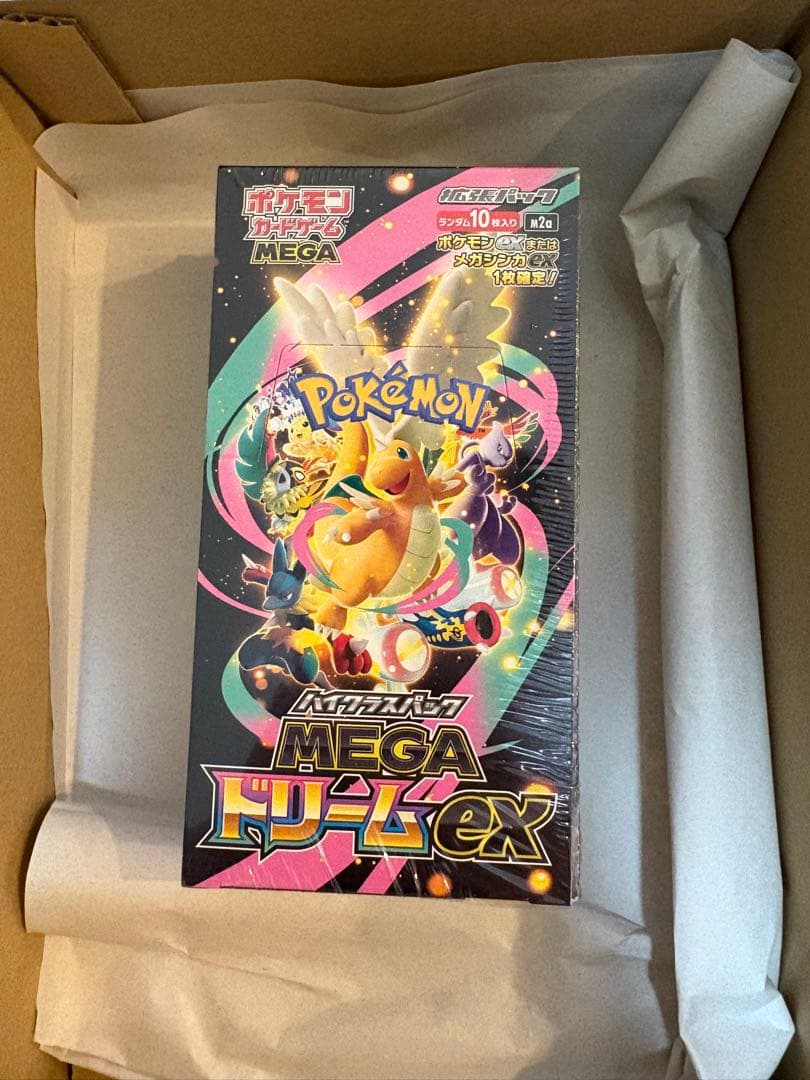 ポケモン
カードゲーム
MEGA
拡張パック
ランダム10枚入り M2a
ポケモンexまたは
メガシンカex
1枚確定!
POKéMON
TM
ハイクラスパック
MEGA
ドリームex